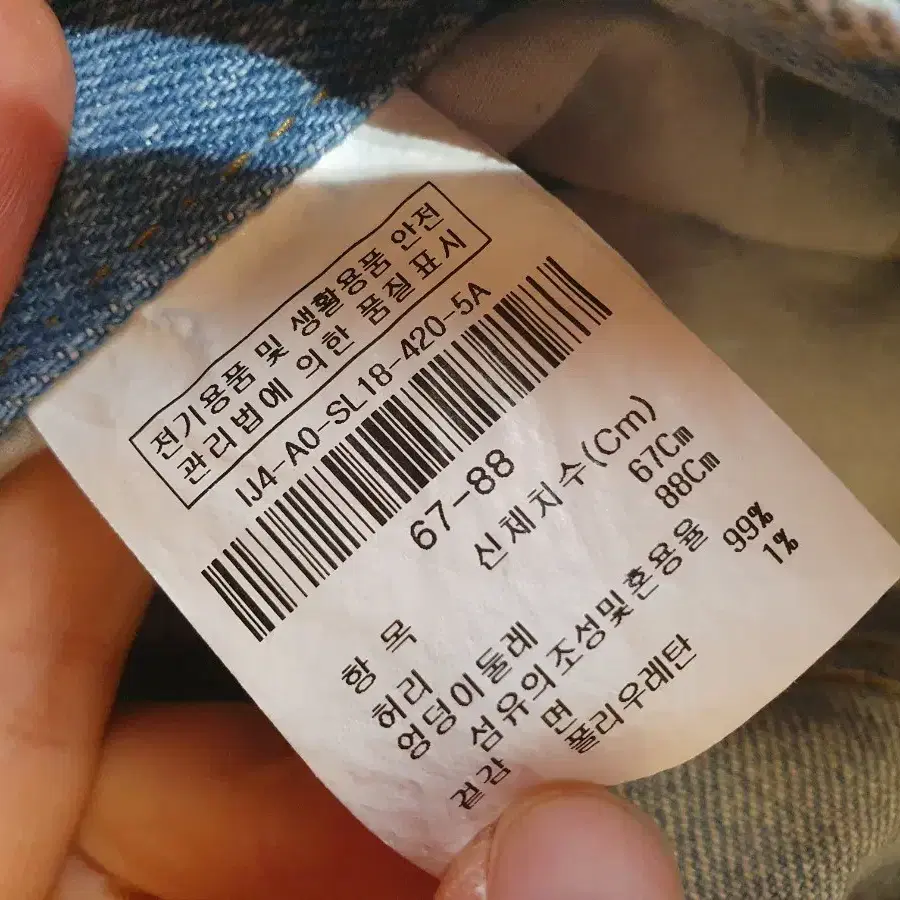 전기용품 및 생활용품 안전
관리법에 의한 품질 표시
IJ4-A0-SL18-420-5A
67-88
항 목 신체치수(Cm)
허리 67Cm
엉덩이둘레 88Cm
섬유의조성및혼용율
겉감 면 99%
폴리우레탄 1%